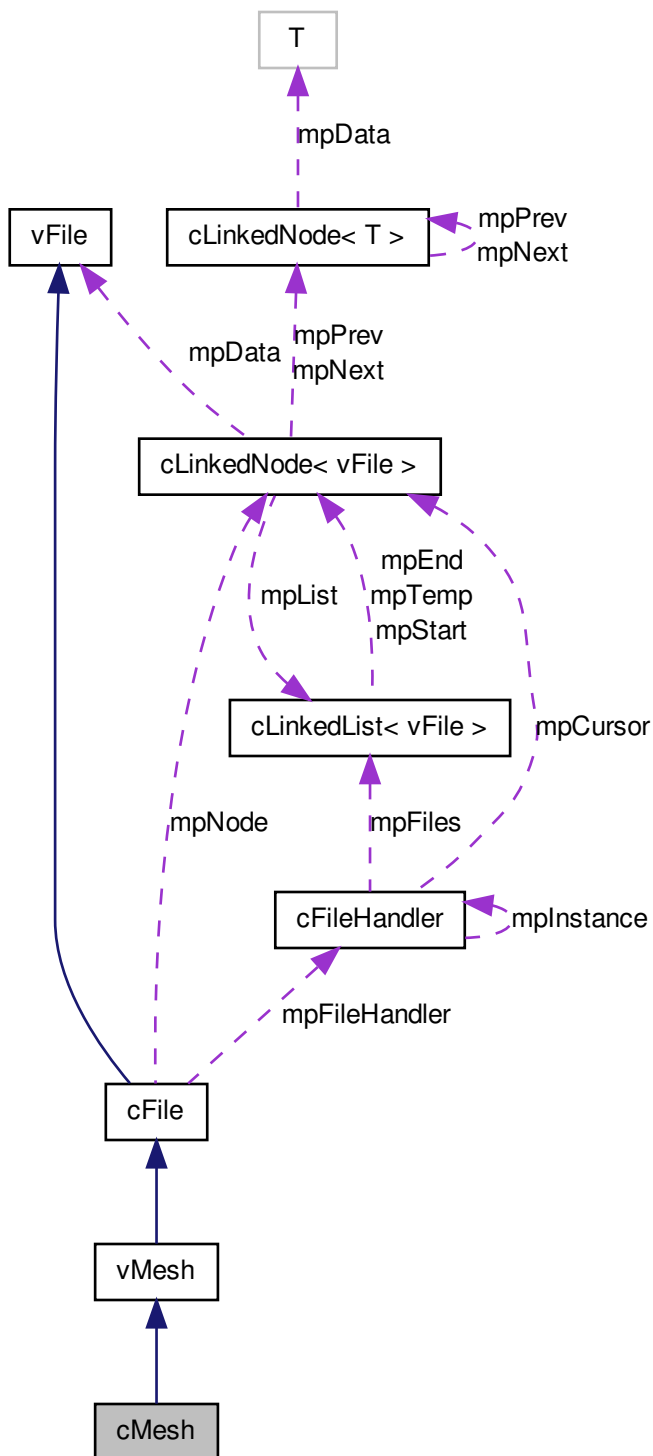 T
mpData
vFile
cLinkedNode< T >
mpPrev
mpNext
mpData
mpPrev
mpNext
cLinkedNode< vFile >
mpList
mpEnd
mpTemp
mpStart
cLinkedList< vFile >
mpCursor
mpNode
mpFiles
cFileHandler
mpInstance
mpFileHandler
cFile
vMesh
cMesh